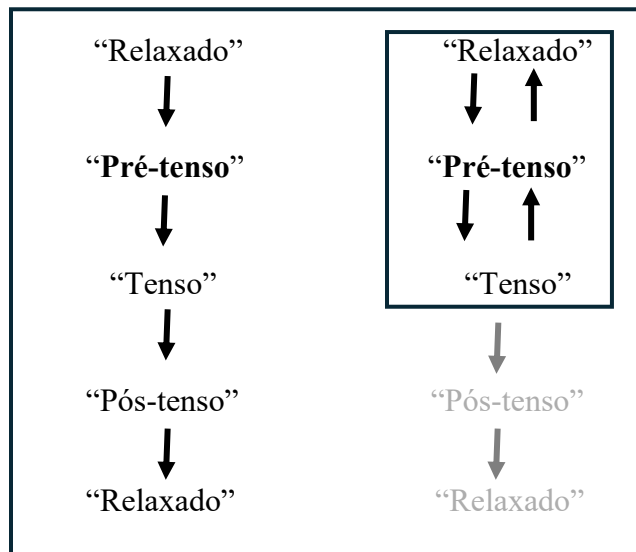 “Relaxado”
“Pré-tenso”
“Tenso”
“Pós-tenso”
“Relaxado”
“Relaxado”
“Pré-tenso”
“Tenso”
“Pós-tenso”
“Relaxado”